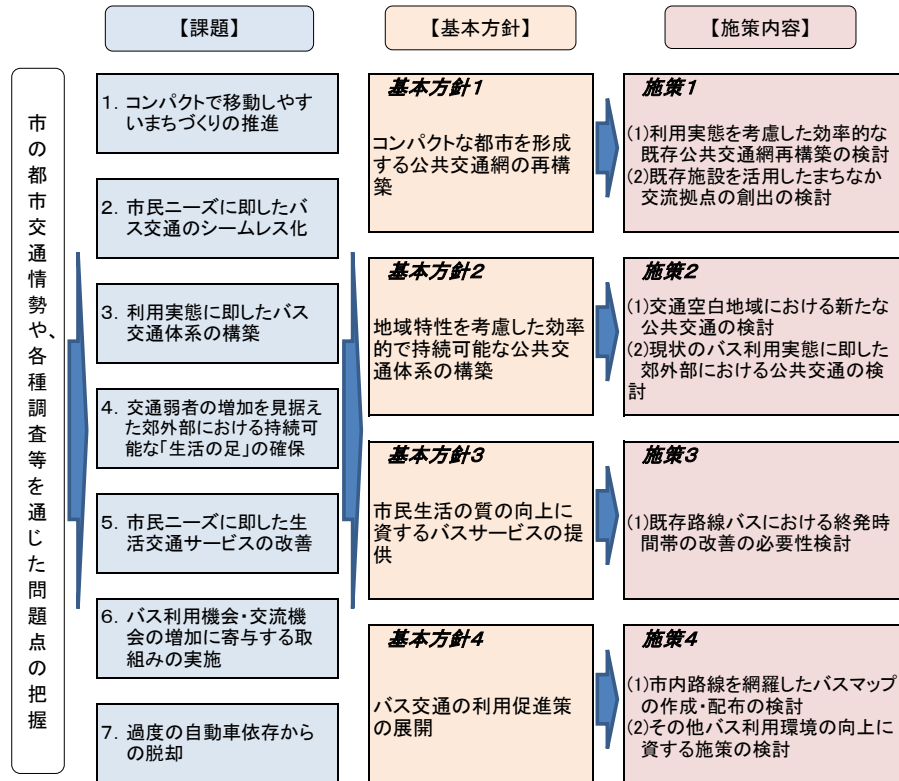 【課題】
【基本方針】
【施策内容】
市の都市交通情勢や、各種調査等を通じた問題点の把握
1．コンパクトで移動しやす
いまちづくりの推進
2．市民ニーズに即したバ
ス交通のシームレス化
3．利用実態に即したバス
交通体系の構築
4．交通弱者の増加を見据え
た郊外部における持続可
能な「生活の足」の確保
5．市民ニーズに即した生
活交通サービスの改善
6．バス利用機会・交流機
会の増加に寄与する取
組みの実施
7．過度の自動車依存から
の脱却
基本方針1
コンパクトな都市を形成
する公共交通網の再構
築
基本方針2
地域特性を考慮した効率
的で持続可能な公共交
通体系の構築
基本方針3
市民生活の質の向上に
資するバスサービスの提
供
基本方針4
バス交通の利用促進策
の展開
施策1
(1)利用実態を考慮した効率的な
既存公共交通網再構築の検討
(2)既存施設を活用したまちなか
交流拠点の創出の検討
施策2
(1)交通空白地域における新たな
公共交通の検討
(2)現状のバス利用実態に即した
郊外部における公共交通の検
討
施策3
(1)既存路線バスにおける終発時
間帯の改善の必要性検討
施策4
(1)市内路線を網羅したバスマップ
の作成・配布の検討
(2)その他バス利用環境の向上に
資する施策の検討